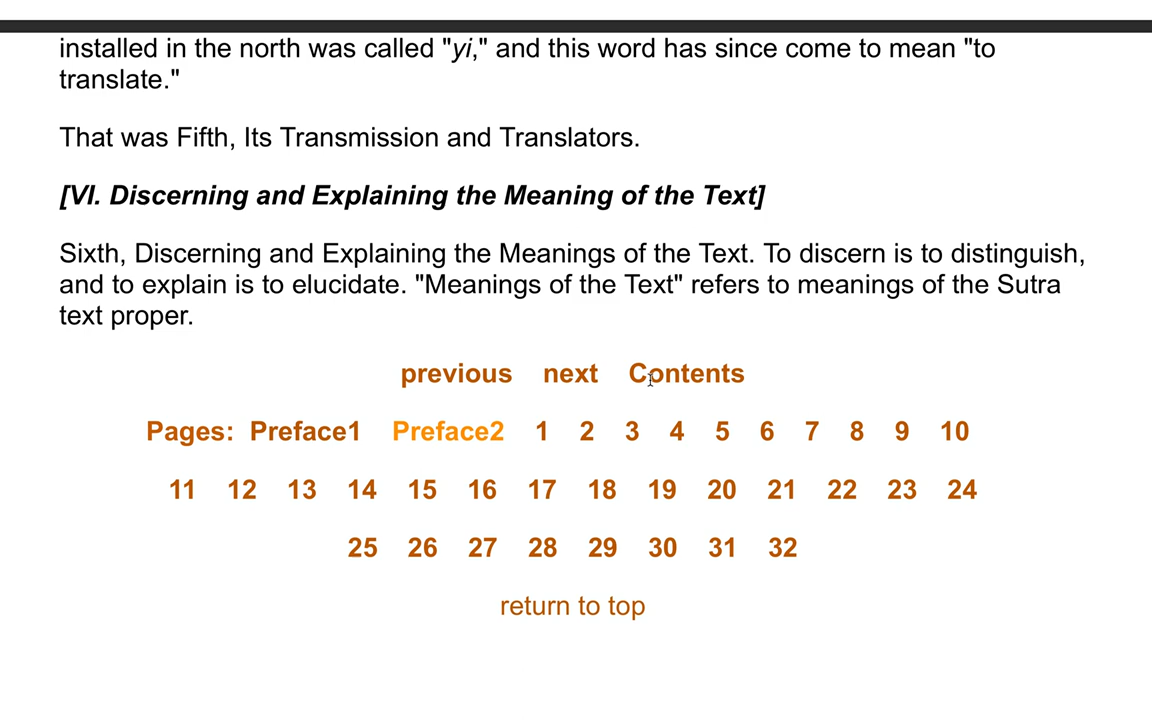 installed in the north was called "yi," and this word has since come to mean "to
translate."
That was Fifth, Its Transmission and Translators.
[VI. Discerning and Explaining the Meaning of the Text]
Sixth, Discerning and Explaining the Meanings of the Text. To discern is to distinguish,
and to explain is to elucidate. "Meanings of the Text" refers to meanings of the Sutra
text proper.
previous next Contents
Pages: Preface1 Preface2 1 2 3 4 5 6 7 8 9 10
11 12 13 14 15 16 17 18 19 20 21 22 23 24
25 26 27 28 29 30 31 32
return to top